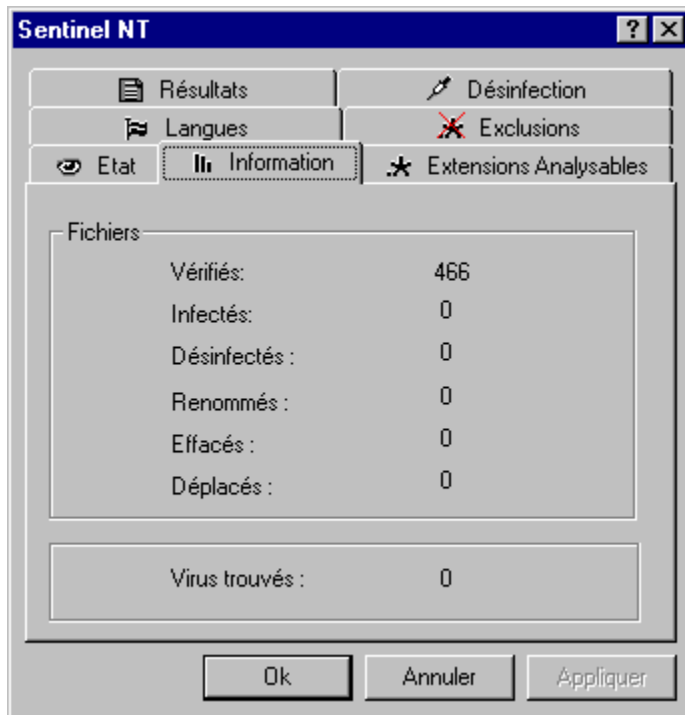 Sentinel NT
Résultats Désinfection
Langues Exclusions
Etat Information Extensions Analysables
Fichiers
Vérifiés: 466
Infectés: 0
Désinfectés : 0
Renommés : 0
Effacés : 0
Déplacés : 0
Virus trouvés : 0
Ok Annuler Appliquer